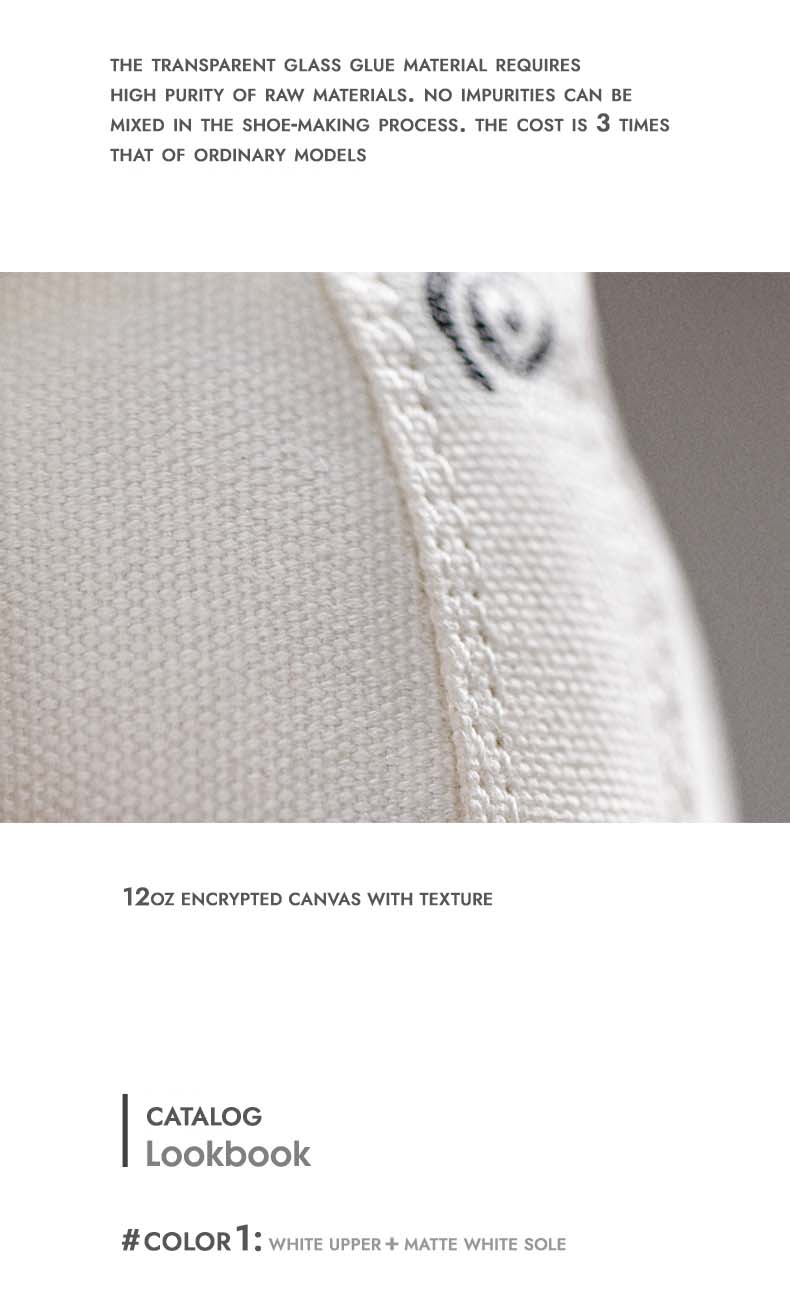 THE TRANSPARENT GLASS GLUE MATERIAL REQUIRES
HIGH PURITY OF RAW MATERIALS. NO IMPURITIES CAN BE
MIXED IN THE SHOE-MAKING PROCESS. THE COST IS 3 TIMES
THAT OF ORDINARY MODELS
12OZ ENCRYPTED CANVAS WITH TEXTURE
CATALOG
Lookbook
#COLOR1: WHITE UPPER+MATTE WHITE SOLE